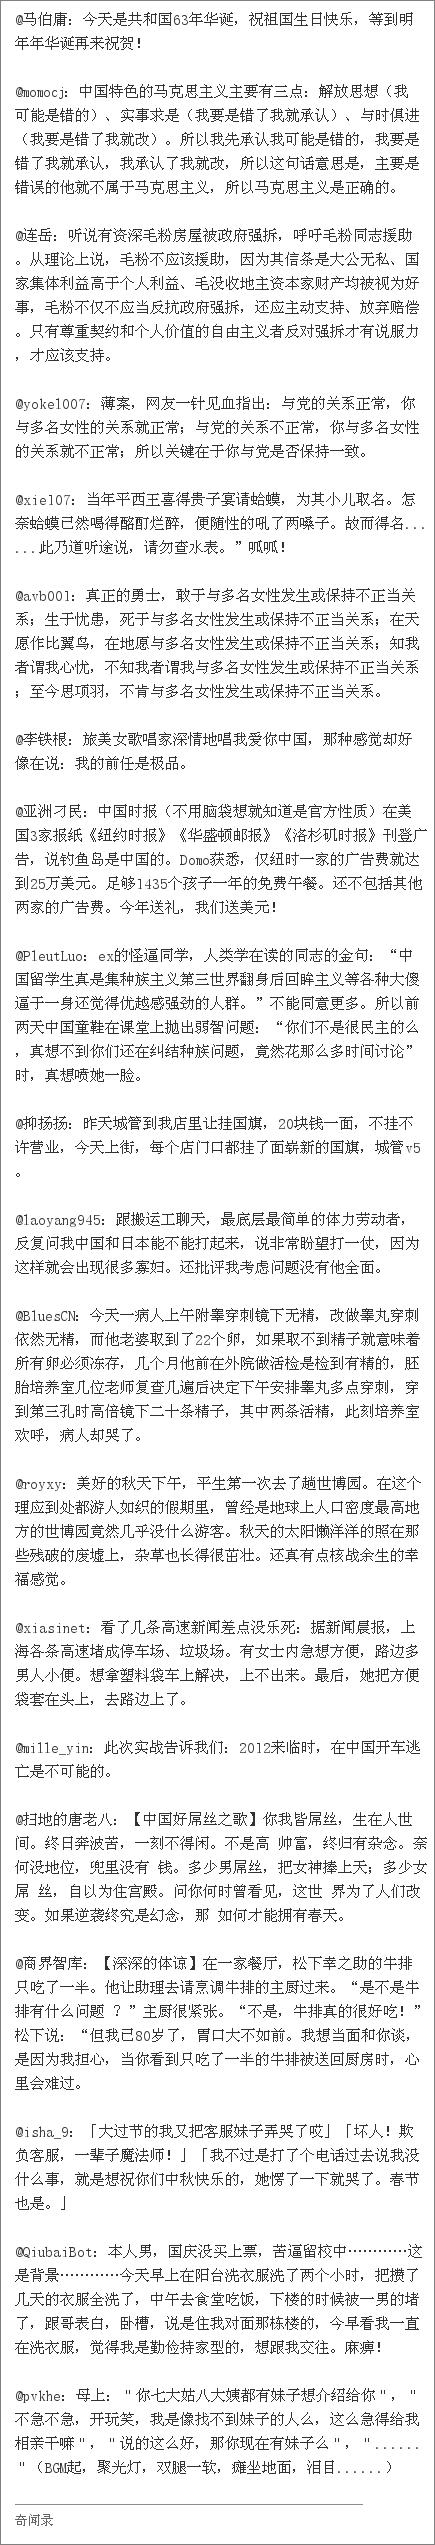 @马伯庸：今天是共和国63年华诞，祝祖国生日快乐，等到明
年年华诞再来祝贺！
@momocj：中国特色的马克思主义主要有三点：解放思想（我
可能是错的）、实事求是（我要是错了我就承认）、与时俱进
（我要是错了我就改）。所以我先承认我可能是错的，我要是
错了我就承认，我承认了我就改，所以这句话意思是，主要是
错误的他就不属于马克思主义，所以马克思主义是正确的。
@连岳：听说有资深毛粉房屋被政府强拆，呼吁毛粉同志援助
。从理论上说，毛粉不应该援助，因为其信条是大公无私、国
家集体利益高于个人利益、毛没收地主资本家财产均被视为好
事，毛粉不仅不应当反抗政府强拆，还应主动支持、放弃赔偿
。只有尊重契约和个人价值的自由主义者反对强拆才有说服力
，才应该支持。
@yokel007：薄案，网友一针见血指出：与党的关系正常，你
与多名女性的关系就正常；与党的关系不正常，你与多名女性
的关系就不正常；所以关键在于你与党是否保持一致。
@xie107：当年平西王喜得贵子宴请蛤蟆，为其小儿取名。怎
奈蛤蟆已然喝得酩酊烂醉，便随性的吼了两嗓子。故而得名...
...此乃道听途说，请勿查水表。”呱呱！
@avb001：真正的勇士，敢于与多名女性发生或保持不正当关
系；生于忧患，死于与多名女性发生或保持不正当关系；在天
愿作比翼鸟，在地愿与多名女性发生或保持不正当关系；知我
者谓我心忧，不知我者谓我与多名女性发生或保持不正当关系
；至今思项羽，不肯与多名女性发生或保持不正当关系。
@李铁根：旅美女歌唱家深情地唱我爱你中国，那种感觉却好
像在说：我的前任是极品。
@亚洲刁民：中国时报（不用脑袋想就知道是官方性质）在美
国3家报纸《纽约时报》《华盛顿邮报》《洛杉矶时报》刊登广
告，说钓鱼岛是中国的。Domo获悉，仅纽时一家的广告费就达
到25万美元。足够1435个孩子一年的免费午餐。还不包括其他
两家的广告费。今年送礼，我们送美元！
@PleutLuo：ex的怪逼同学，人类学在读的同志的金句：“中
国留学生真是集种族主义第三世界翻身后回眸主义等各种大傻
逼于一身还觉得优越感强劲的人群。”不能同意更多。所以前
两天中国童鞋在课堂上抛出弱智问题：“你们不是很民主的么
，真想不到你们还在纠结种族问题，竟然花那么多时间讨论”
时，真想喷她一脸。
@抑扬扬：昨天城管到我店里让挂国旗，20块钱一面，不挂不
许营业，今天上街，每个店门口都挂了面崭新的国旗，城管v5
。
@laoyang945：跟搬运工聊天，最底层最简单的体力劳动者，
反复问我中国和日本能不能打起来，说非常盼望打一仗，因为
这样就会出现很多寡妇。还批评我考虑问题没有他全面。
@BluesCN：今天一病人上午附睾穿刺镜下无精，改做睾丸穿刺
依然无精，而他老婆取到了22个卵，如果取不到精子就意味着
所有卵必须冻存，几个月他前在外院做活检是检到有精的，胚
胎培养室几位老师复查几遍后决定下午安排睾丸多点穿刺，穿
到第三孔时高倍镜下二十条精子，其中两条活精，此刻培养室
欢呼，病人却哭了。
@royxy：美好的秋天下午，平生第一次去了趟世博园。在这个
理应到处都游人如织的假期里，曾经是地球上人口密度最高地
方的世博园竟然几乎没什么游客。秋天的太阳懒洋洋的照在那
些残破的废墟上，杂草也长得很茁壮。还真有点核战余生的幸
福感觉。
@xiasinet：看了几条高速新闻差点没乐死：据新闻晨报，上
海各条高速堵成停车场、垃圾场。有女士内急想方便，路边多
男人小便。想拿塑料袋车上解决，上不出来。最后，她把方便
袋套在头上，去路边上了。
@mille_yin：此次实战告诉我们：2012来临时，在中国开车逃
亡是不可能的。
@扫地的唐老八：【中国好屌丝之歌】你我皆屌丝，生在人世
间。终日奔波苦，一刻不得闲。不是高 帅富，终归有杂念。奈
何没地位，兜里没有 钱。多少男屌丝，把女神捧上天；多少女
屌 丝，自以为住宫殿。问你何时曾看见，这世 界为了人们改
变。如果逆袭终究是幻念，那 如何才能拥有春天。
@商界智库：【深深的体谅】在一家餐厅，松下幸之助的牛排
只吃了一半。他让助理去请烹调牛排的主厨过来。“是不是牛
排有什么问题 ？”主厨很紧张。“不是，牛排真的很好吃！”
松下说：“但我已80岁了，胃口大不如前。我想当面和你谈，
是因为我担心，当你看到只吃了一半的牛排被送回厨房时，心
里会难过。
@isha_9：「大过节的我又把客服妹子弄哭了哎」「坏人！欺
负客服，一辈子魔法师！」「我不过是打了个电话过去说我没
什么事，就是想祝你们中秋快乐的，她愣了一下就哭了。春节
也是。」
@QiubaiBot：本人男，国庆没买上票，苦逼留校中…………这
是背景…………今天早上在阳台洗衣服洗了两个小时，把攒了
几天的衣服全洗了，中午去食堂吃饭，下楼的时候被一男的堵
了，跟哥表白，卧槽，说是住我对面那栋楼的，今早看我一直
在洗衣服，觉得我是勤俭持家型的，想跟我交往。麻痹！
@pvkhe：母上："你七大姑八大姨都有妹子想介绍给你"，"
不急不急，开玩笑，我是像找不到妹子的人么，这么急得给我
相亲干嘛"，"说的这么好，那你现在有妹子么"，"......
"（BGM起，聚光灯，双腿一软，瘫坐地面，泪目......）
奇闻录